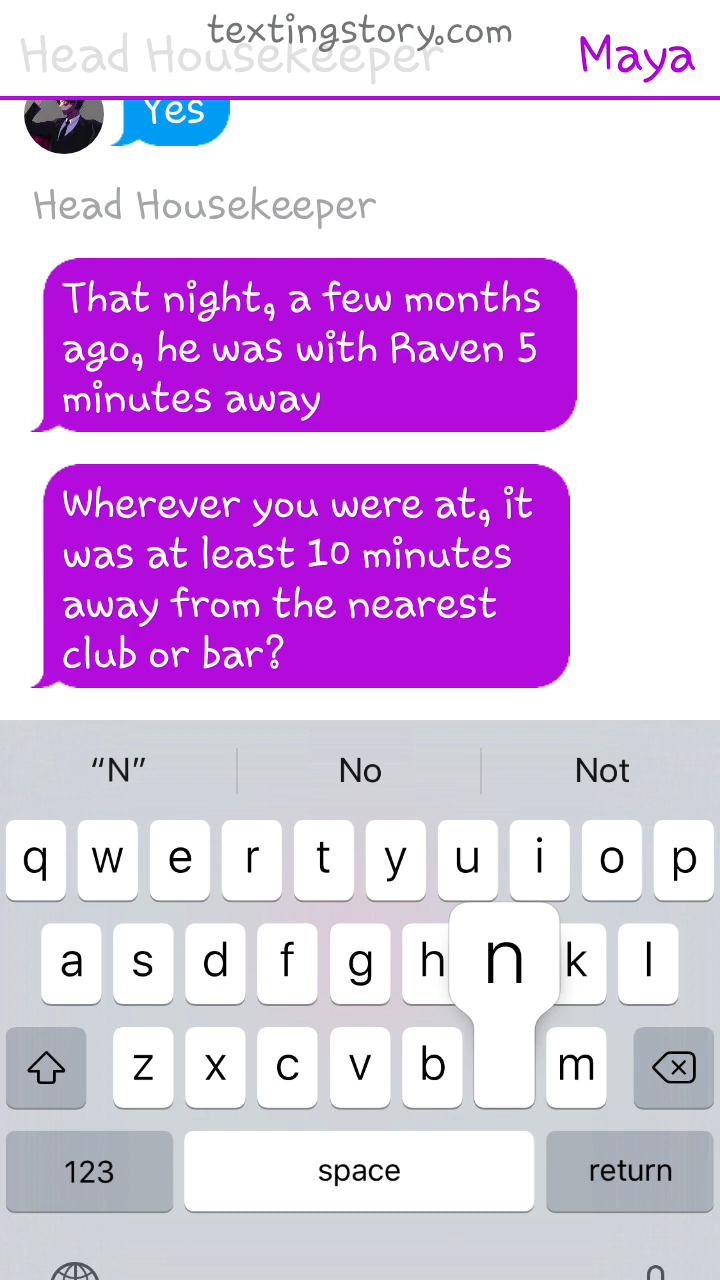 textingstory.com
Head Housekeeper
Maya
Yes
Head Housekeeper
That night, a few months
ago, he was with Raven 5
minutes away
Wherever you were at, it
was at least 10 minutes
away from the nearest
club or bar?
“N” No Not
q w e r t y u i o p
a s d f g h n k l
z x c v b m
123 space return